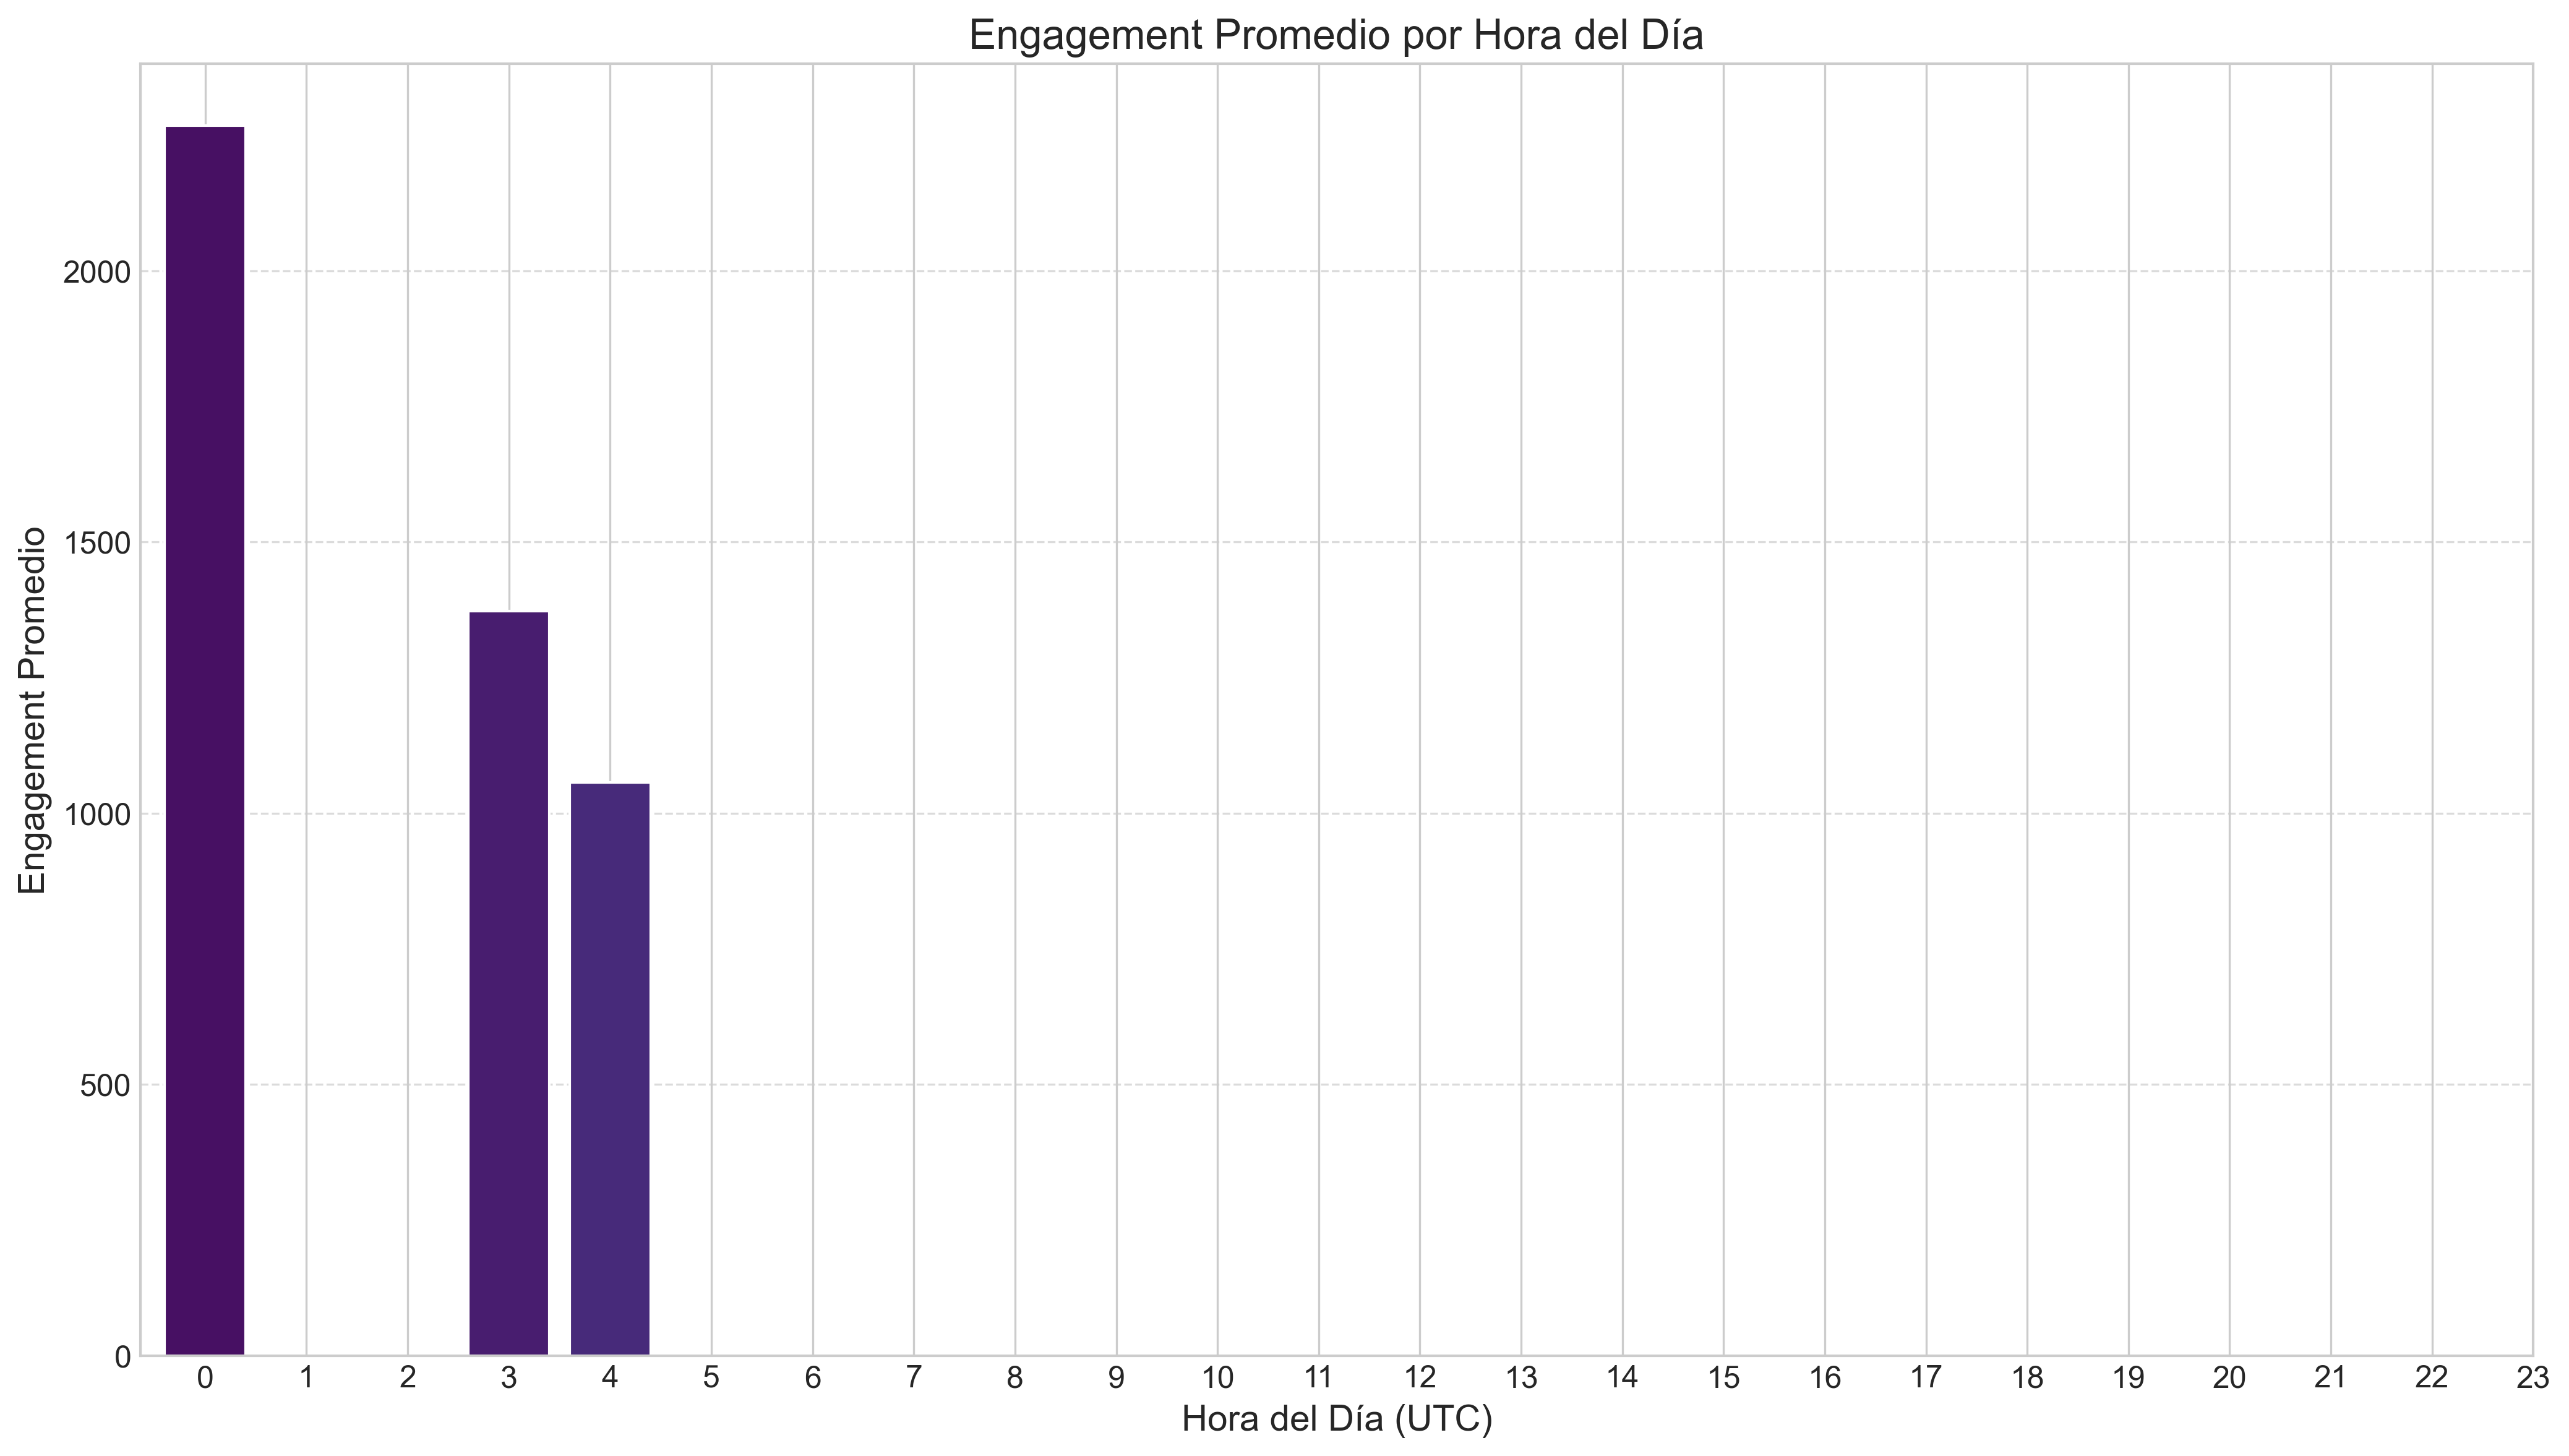 Engagement Promedio por Hora del Día
Engagement Promedio
2000
1500
1000
500
0
0 1 2 3 4 5 6 7 8 9 10 11 12 13 14 15 16 17 18 19 20 21 22 23
Hora del Día (UTC)